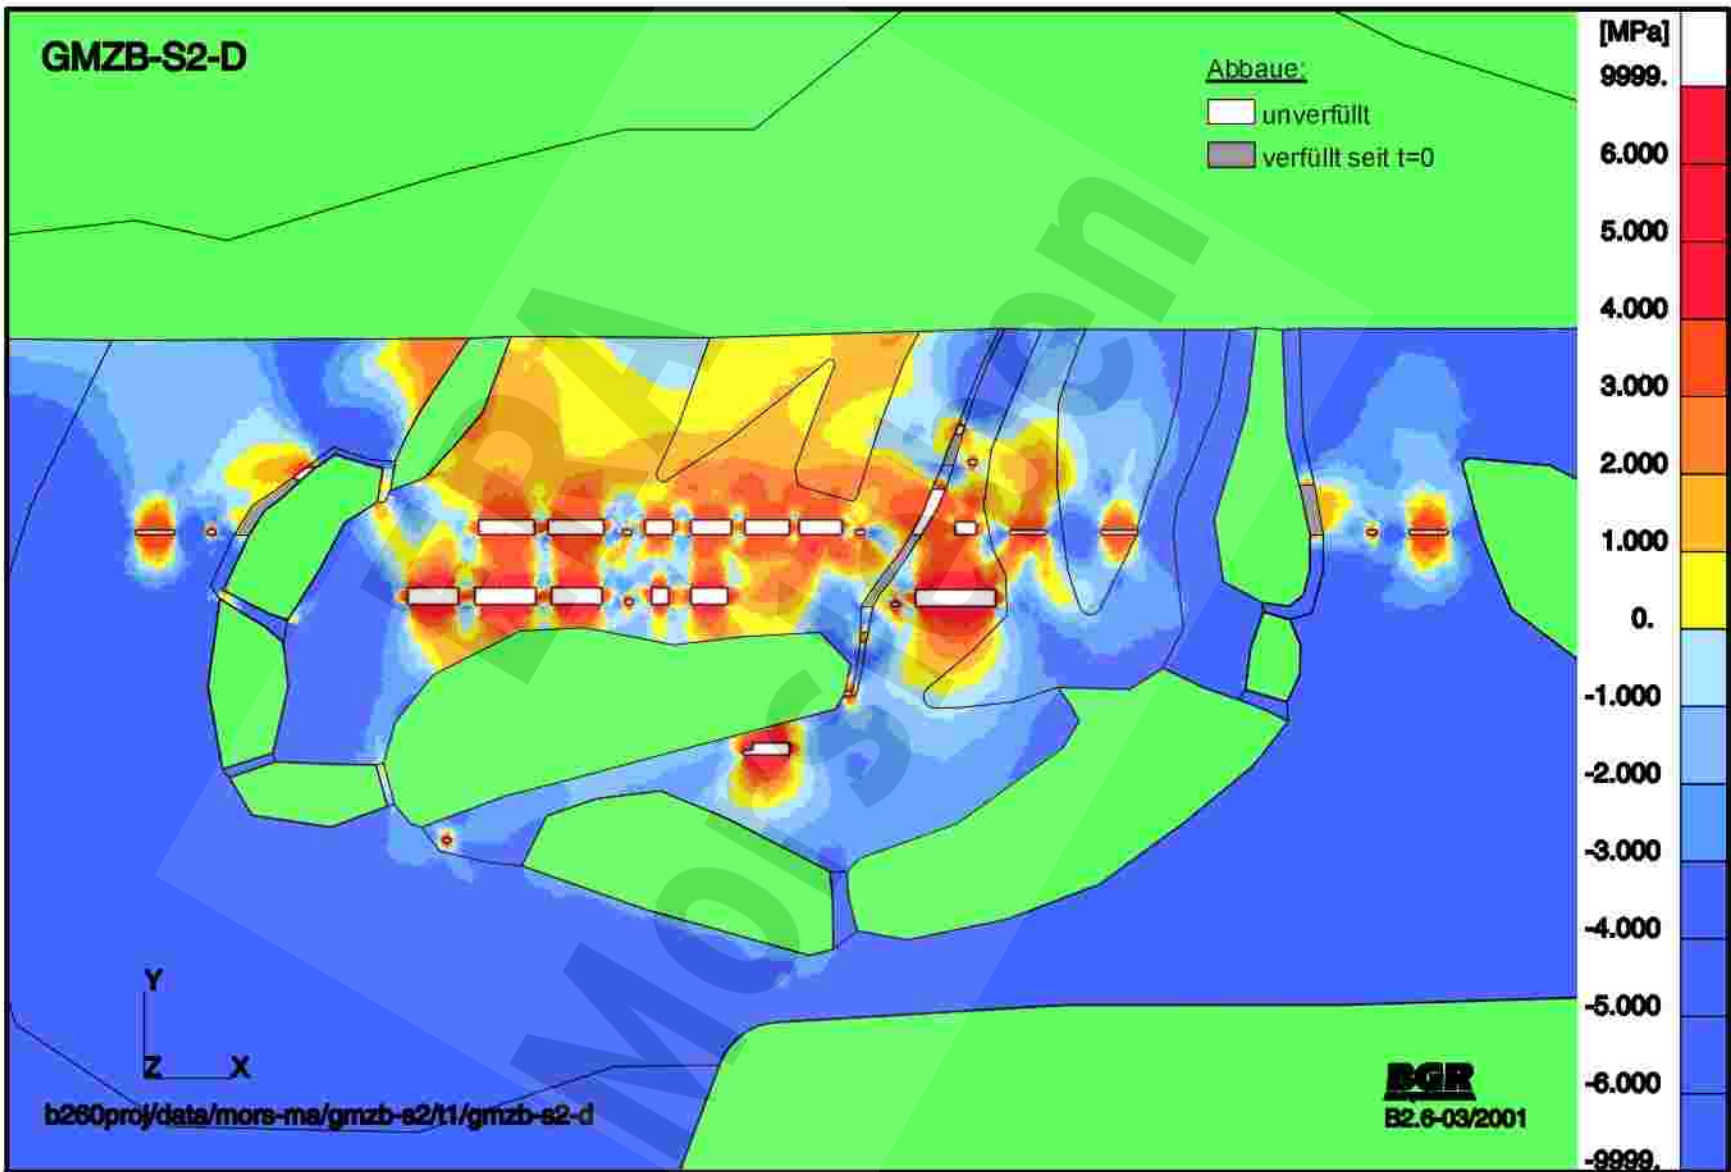 GMZB-S2-D
Abbaue:
unverfüllt
verfüllt seit t=0
[MPa]
9999.
6.000
5.000
4.000
3.000
2.000
1.000
0.
-1.000
-2.000
-3.000
-4.000
-5.000
-6.000
-9999.
ERA Morsleben
Y
Z X
b260proj/data/mors-ma/gmzb-s2/t1/gmzb-s2-d
BGR
B2.6-03/2001